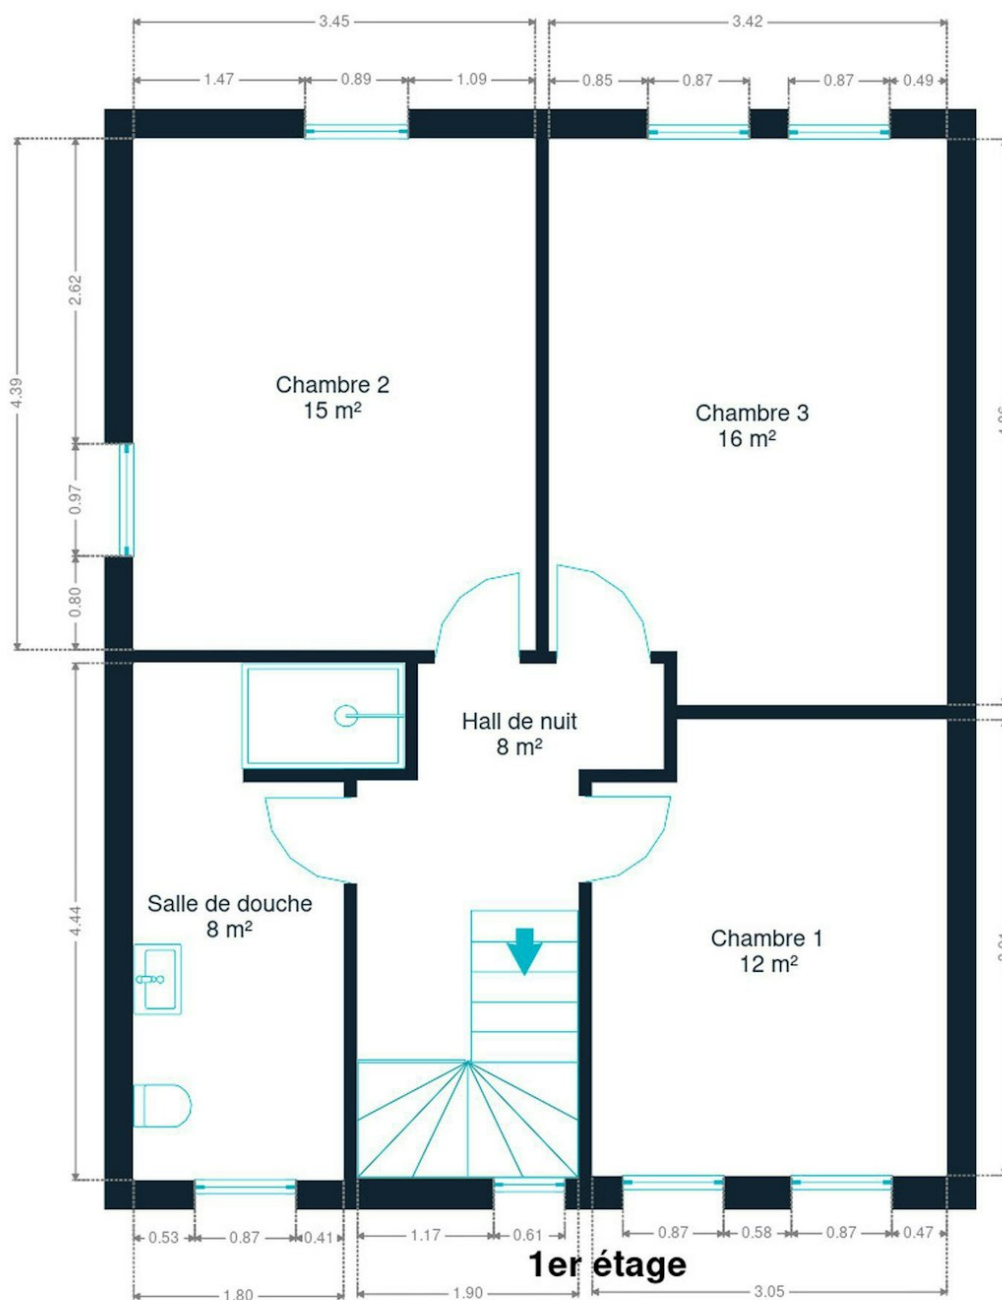 3.45
3.42
1.47
0.89
1.09
0.85
0.87
0.87
0.49
2.62
4.39
Chambre 2
15 m²
Chambre 3
16 m²
0.97
0.80
Hall de nuit
8 m²
4.44
Salle de douche
8 m²
Chambre 1
12 m²
0.53
0.87
0.41
1.17
0.61
0.87
0.58
0.87
0.47
1er étage
1.80
1.90
3.05